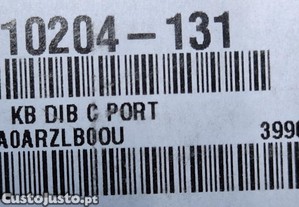 10204-131
KB DIB C PORT
A0ARZLB00U 399
Custojusto.pt